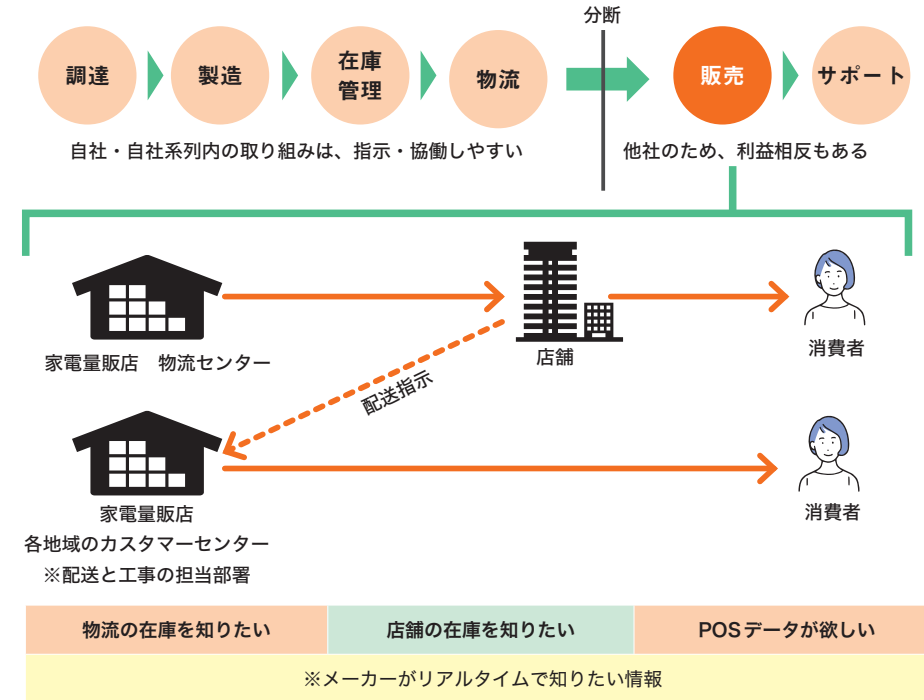 分断
調達
製造
在庫
管理
物流
販売
サポート
自社・自社系列内の取り組みは、指示・協働しやすい
他社のため、利益相反もある
家電量販店　物流センター
店舗
消費者
配送指示
家電量販店
各地域のカスタマーセンター
※配送と工事の担当部署
消費者
物流の在庫を知りたい
店舗の在庫を知りたい
POSデータが欲しい
※メーカーがリアルタイムで知りたい情報